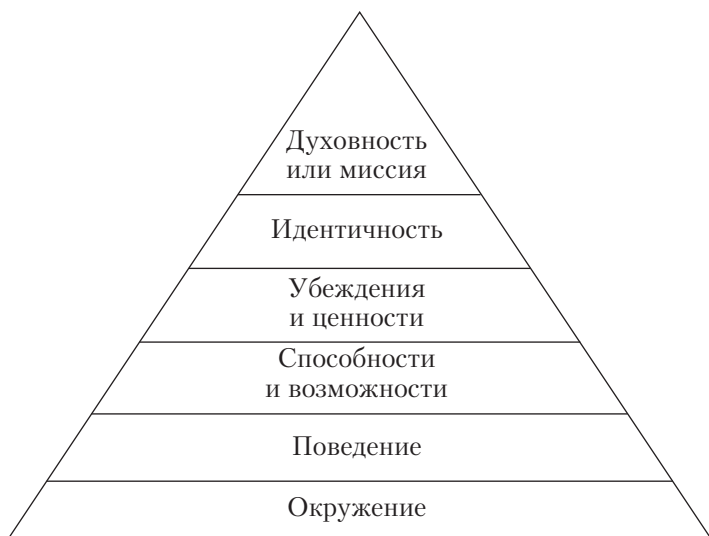 Духовность
или миссия
Идентичность
Убеждения
и ценности
Способности
и возможности
Поведение
Окружение